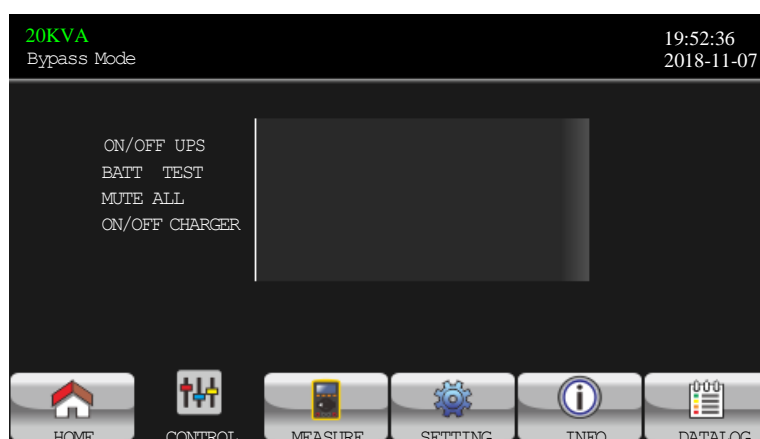 20KVA
Bypass Mode
19:52:36
2018-11-07
ON/OFF UPS
BATT TEST
MUTE ALL
ON/OFF CHARGER
HOME CONTROL MEASURE SETTING INFO DATALOG